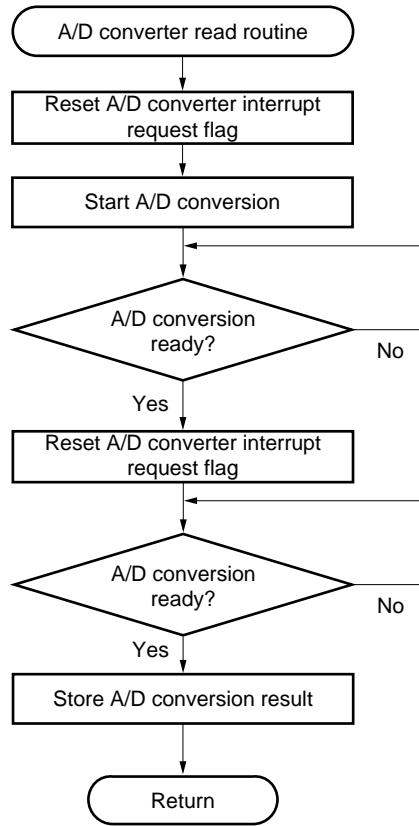 A/D converter read routine
Reset A/D converter interrupt
request flag
Start A/D conversion
A/D conversion
ready?
No
Yes
Reset A/D converter interrupt
request flag
A/D conversion
ready?
No
Yes
Store A/D conversion result
Return